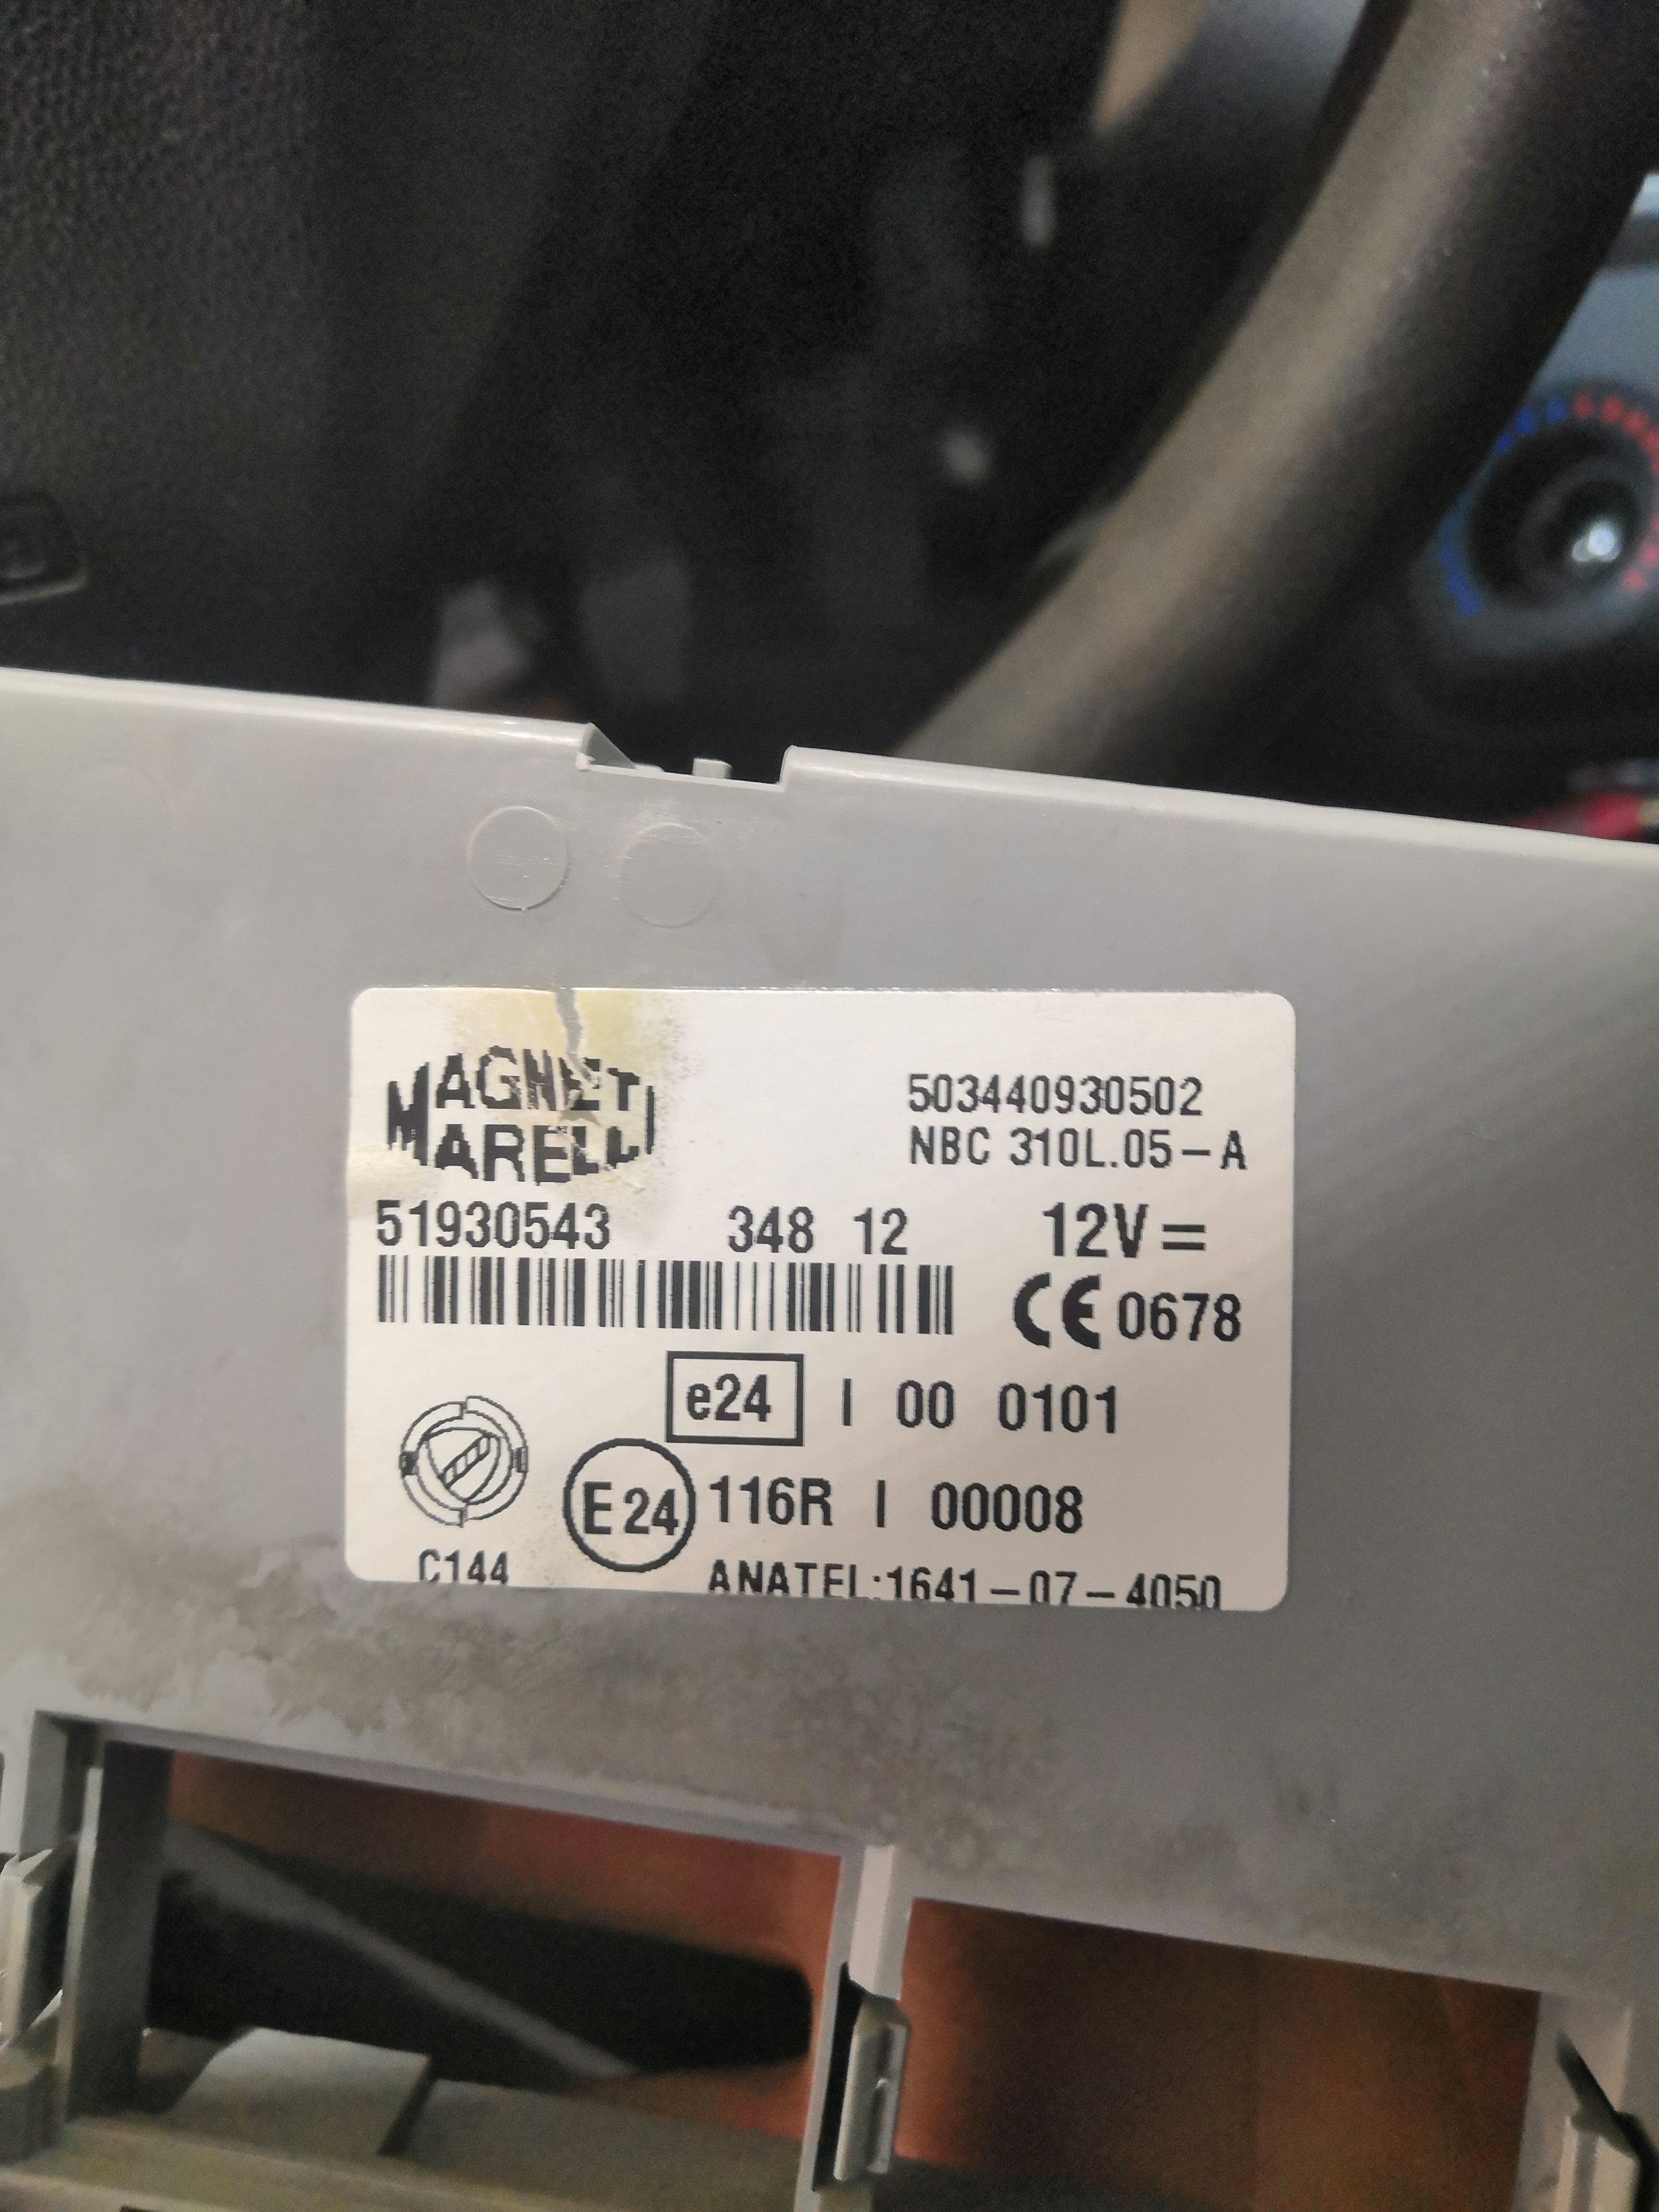 MAGNETI
MARELLI
503440930502
NBC 310L.05-A
51930543 348 12 12V=
CE 0678
e24 I 00 0101
E24 116R I 00008
C144
ANATEL:1641-07-4050